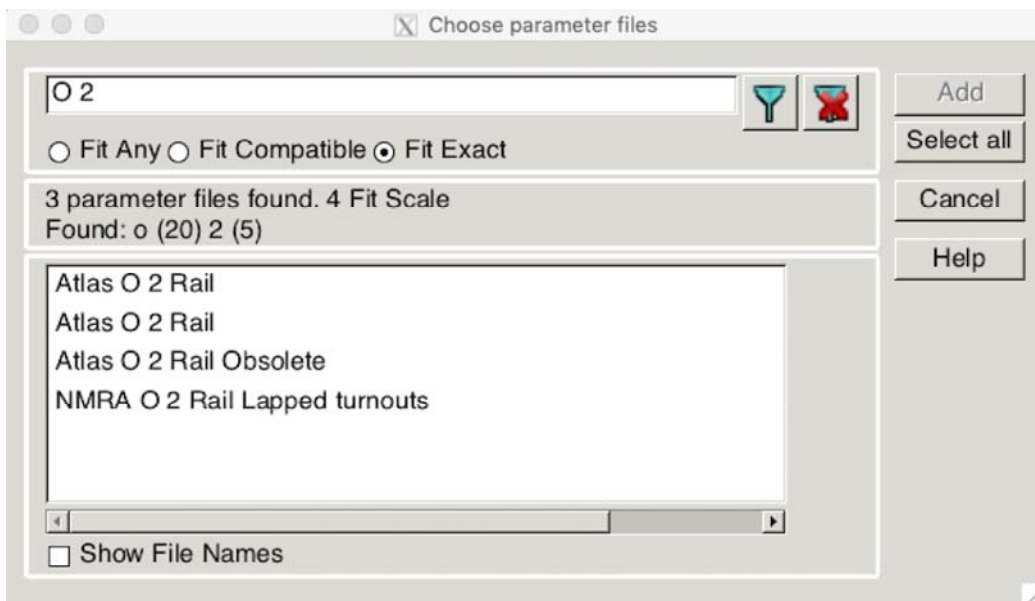 Choose parameter files
O 2
Add
Fit Any Fit Compatible Fit Exact
Select all
3 parameter files found. 4 Fit Scale
Found: o (20) 2 (5)
Cancel
Help
Atlas O 2 Rail
Atlas O 2 Rail
Atlas O 2 Rail Obsolete
NMRA O 2 Rail Lapped turnouts
Show File Names